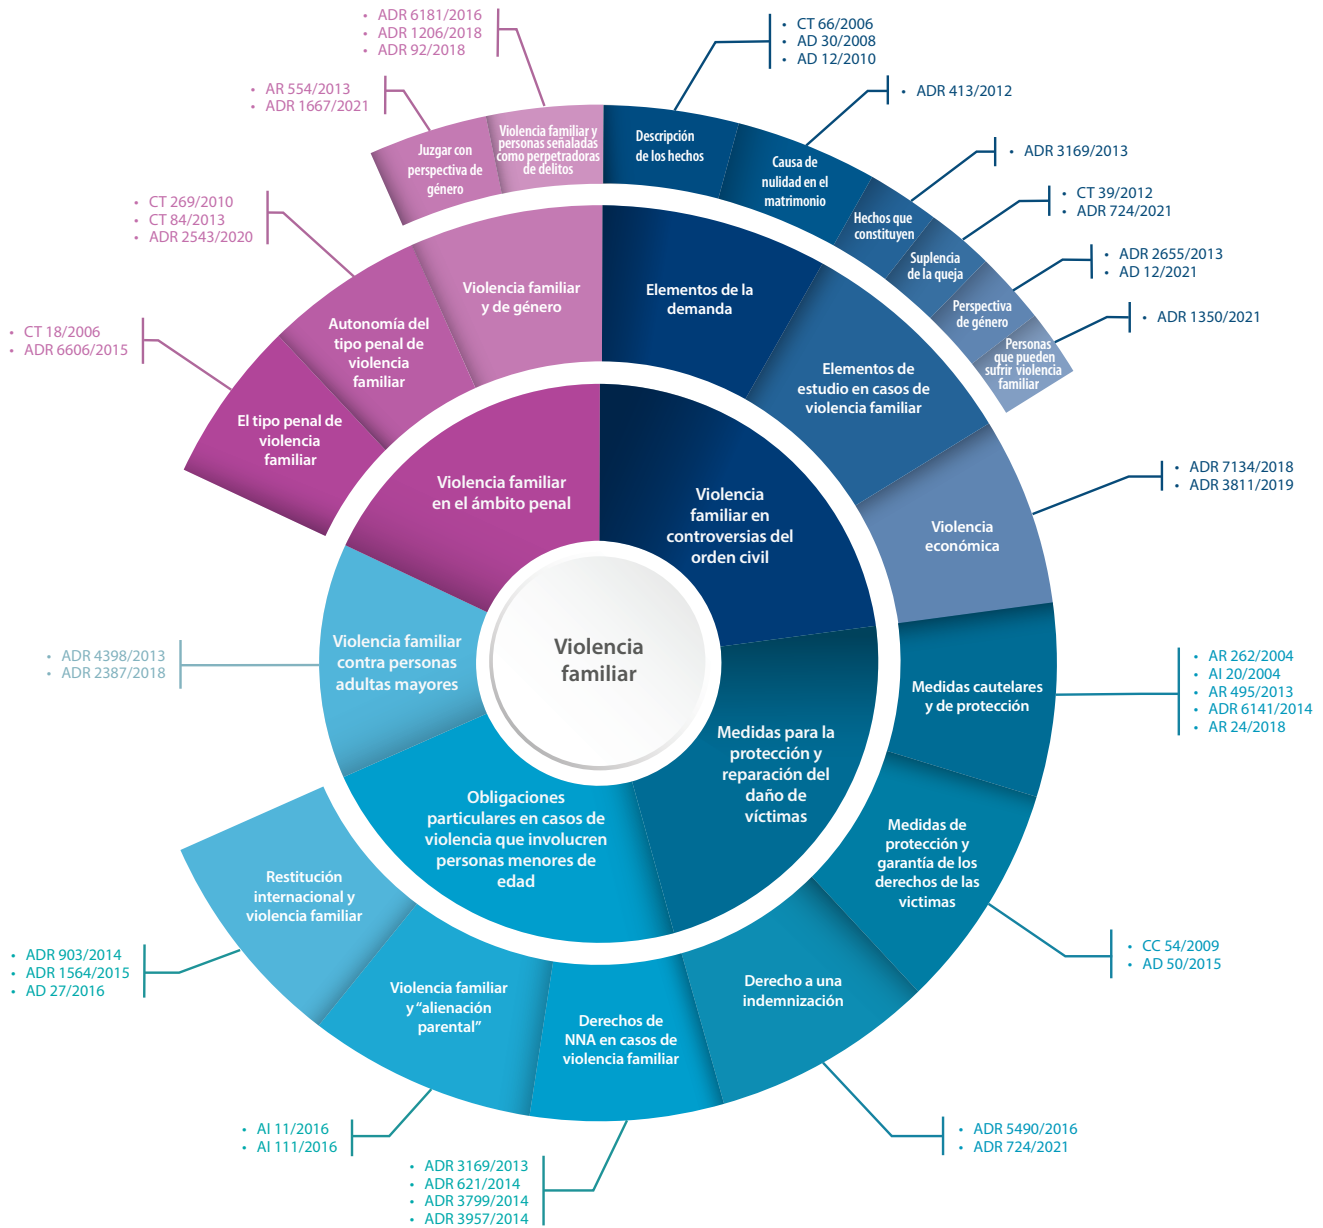 Violencia
familiar
Violencia
familiar en
controversias del
orden civil
Elementos de la
demanda
Descripción
de los hechos
• CT 66/2006
• AD 30/2008
• AD 12/2010
Causa de
nulidad en el
matrimonio
• ADR 413/2012
Elementos de
estudio en casos de
violencia familiar
Hechos que
constituyen
• ADR 3169/2013
Suplencia
de la queja
• CT 39/2012
• ADR 724/2021
Perspectiva
de género
• ADR 2655/2013
• AD 12/2021
Personas
que pueden
sufrir violencia
familiar
• ADR 1350/2021
Violencia
económica
• ADR 7134/2018
• ADR 3811/2019
Medidas para la
protección y
reparación del
daño de
víctimas
Medidas cautelares
y de protección
• AR 262/2004
• AI 20/2004
• AR 495/2013
• ADR 6141/2014
• AR 24/2018
Medidas de
protección y
garantía de los
derechos de las
victimas
• CC 54/2009
• AD 50/2015
Derecho a una
indemnización
• ADR 5490/2016
• ADR 724/2021
Obligaciones
particulares en casos de
violencia que involucren
personas menores de
edad
Derechos de
NNA en casos de
violencia familiar
• ADR 3169/2013
• ADR 621/2014
• ADR 3799/2014
• ADR 3957/2014
Violencia familiar
y “alienación
parental”
• AI 11/2016
• AI 111/2016
Restitución
internacional y
violencia familiar
• ADR 903/2014
• ADR 1564/2015
• AD 27/2016
Violencia familiar
contra personas
adultas mayores
• ADR 4398/2013
• ADR 2387/2018
Violencia familiar
en el ámbito penal
El tipo penal de
violencia
familiar
• CT 18/2006
• ADR 6606/2015
Autonomía del
tipo penal de
violencia
familiar
• CT 269/2010
• CT 84/2013
• ADR 2543/2020
Violencia familiar
y de género
Juzgar con
perspectiva de
género
• AR 554/2013
• ADR 1667/2021
Violencia familiar y
personas señaladas
como perpetradoras
de delitos
• ADR 6181/2016
• ADR 1206/2018
• ADR 92/2018